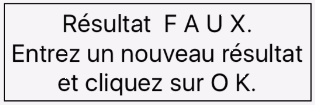 Résultat  F A U X.
Entrez un nouveau résultat
et cliquez sur O K.